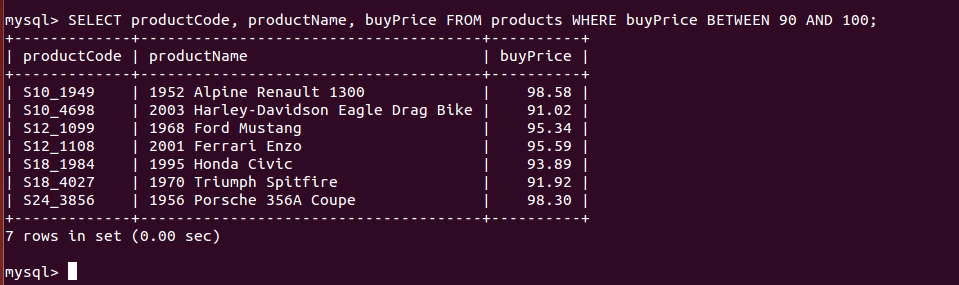 mysql> SELECT productCode, productName, buyPrice FROM products WHERE buyPrice BETWEEN 90 AND 100;
+-------------+---------------------------------------+----------+
| productCode | productName                           | buyPrice |
+-------------+---------------------------------------+----------+
| S10_1949    | 1952 Alpine Renault 1300              |    98.58 |
| S10_4698    | 2003 Harley-Davidson Eagle Drag Bike  |    91.02 |
| S12_1099    | 1968 Ford Mustang                     |    95.34 |
| S12_1108    | 2001 Ferrari Enzo                     |    95.59 |
| S18_1984    | 1995 Honda Civic                      |    93.89 |
| S18_4027    | 1970 Triumph Spitfire                 |    91.92 |
| S24_3856    | 1956 Porsche 356A Coupe               |    98.30 |
+-------------+---------------------------------------+----------+
7 rows in set (0.00 sec)
mysql>